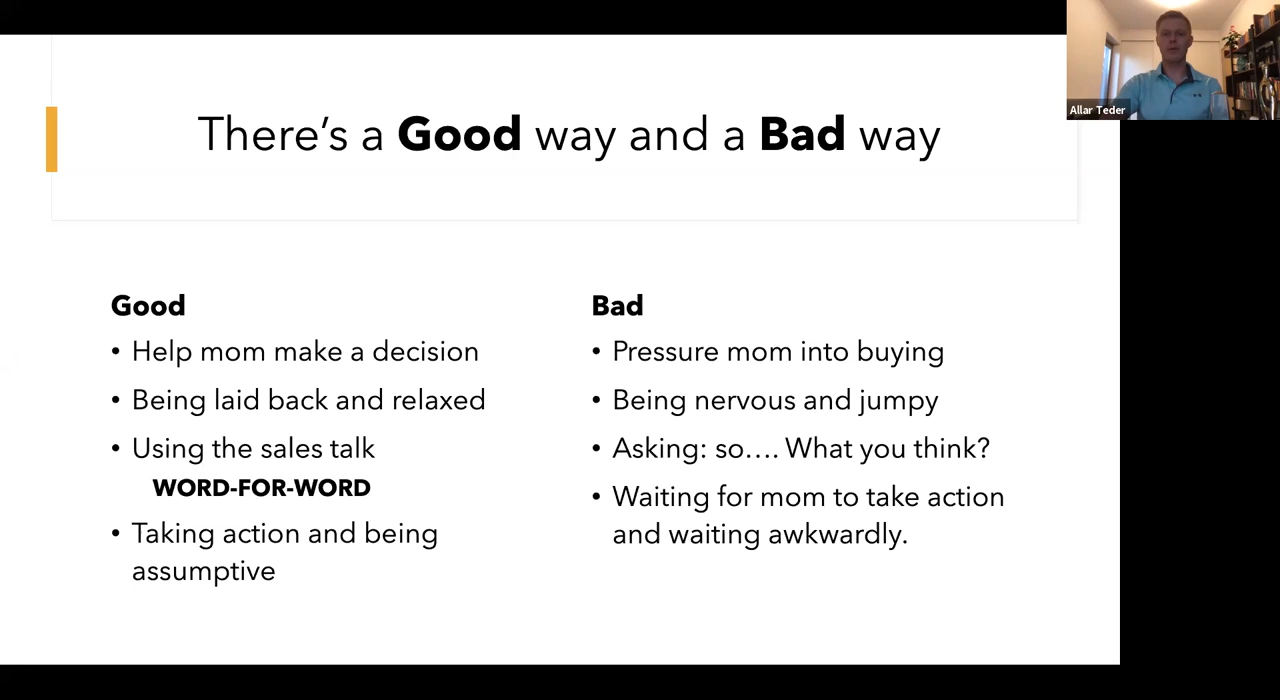 Allar Teder
There's a Good way and a Bad way
Good
• Help mom make a decision
• Being laid back and relaxed
• Using the sales talk
WORD-FOR-WORD
• Taking action and being
assumptive
Bad
• Pressure mom into buying
• Being nervous and jumpy
• Asking: so.... What you think?
• Waiting for mom to take action
and waiting awkwardly.